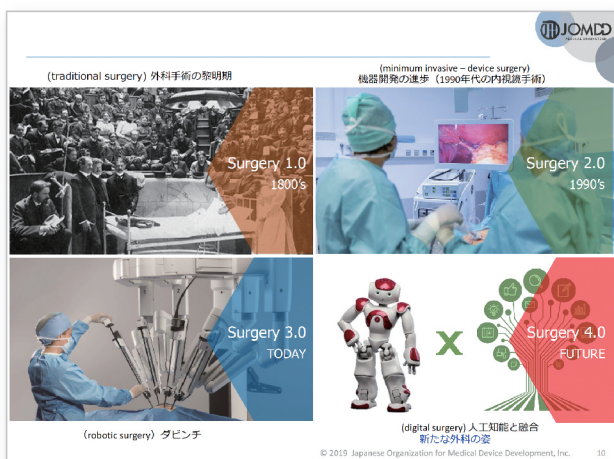 JOMDD
(traditional surgery) 外科手術の黎明期
(minimum invasive – device surgery)
機器開発の進歩（1990年代の内視鏡手術）
Surgery 1.0
1800's
Surgery 2.0
1990's
Surgery 3.0
TODAY
X
Surgery 4.0
FUTURE
（robotic surgery）ダビンチ
(digital surgery) 人工知能と融合
新たな外科の姿
© 2019 Japanese Organization for Medical Device Development, Inc.
10